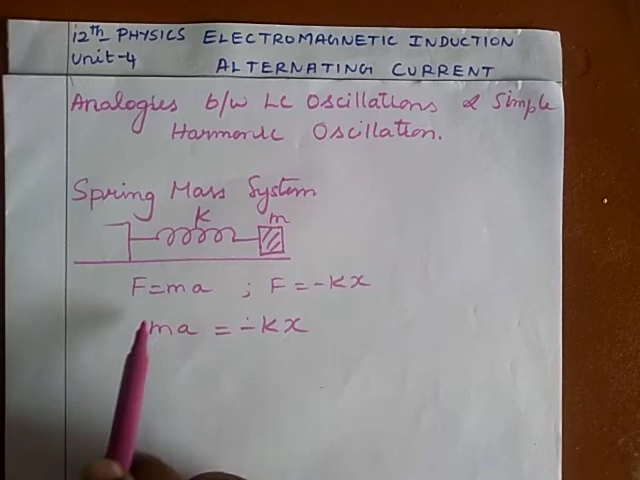 12th PHYSICS ELECTROMAGNETIC INDUCTION
Unit-4 ALTERNATING CURRENT
Analogies b/w LC Oscillations & Simple
Harmonic Oscillation.
Spring Mass System
K m
F=ma ; F=-Kx
ma = -Kx